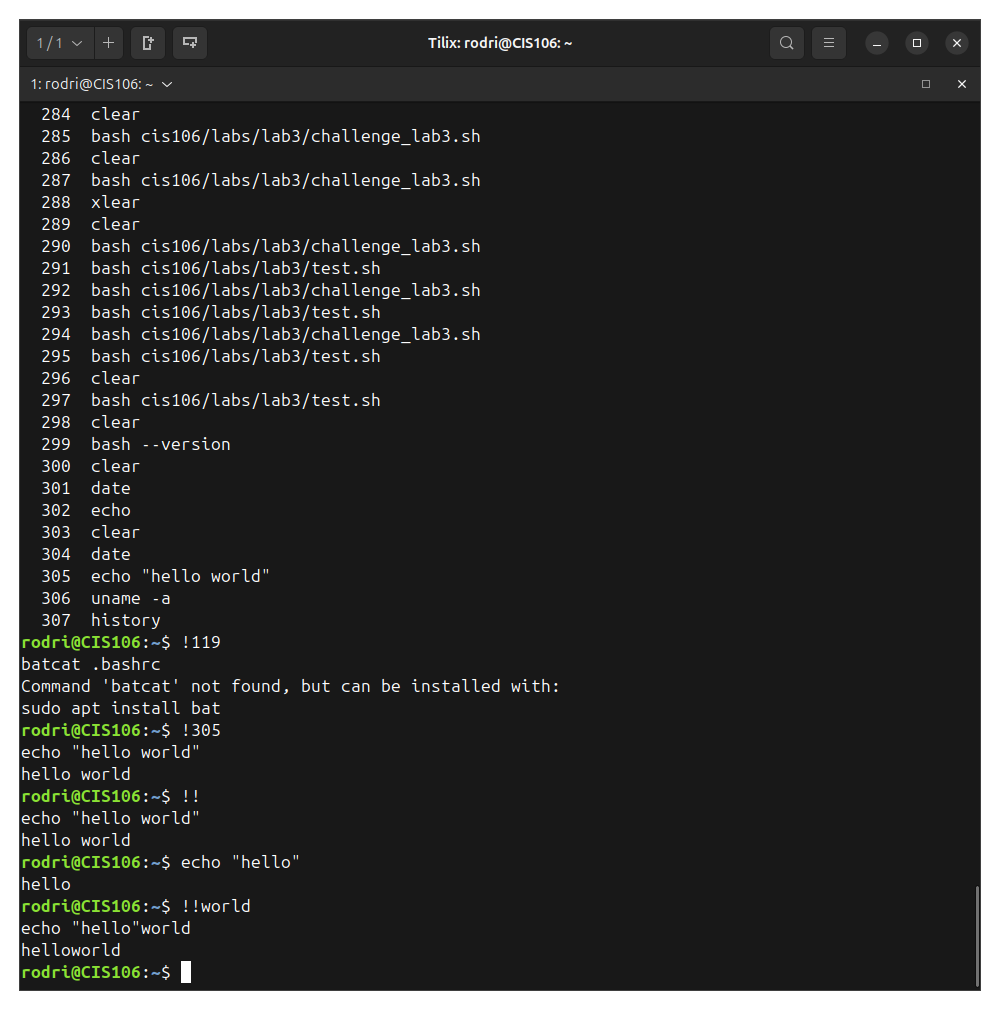 1 / 1
Tilix: rodri@CIS106: ~
1: rodri@CIS106: ~
284  clear
285  bash cis106/labs/lab3/challenge_lab3.sh
286  clear
287  bash cis106/labs/lab3/challenge_lab3.sh
288  xlear
289  clear
290  bash cis106/labs/lab3/challenge_lab3.sh
291  bash cis106/labs/lab3/test.sh
292  bash cis106/labs/lab3/challenge_lab3.sh
293  bash cis106/labs/lab3/test.sh
294  bash cis106/labs/lab3/challenge_lab3.sh
295  bash cis106/labs/lab3/test.sh
296  clear
297  bash cis106/labs/lab3/test.sh
298  clear
299  bash --version
300  clear
301  date
302  echo
303  clear
304  date
305  echo "hello world"
306  uname -a
307  history
rodri@CIS106:~$ !119
batcat .bashrc
Command 'batcat' not found, but can be installed with:
sudo apt install bat
rodri@CIS106:~$ !305
echo "hello world"
hello world
rodri@CIS106:~$ !!
echo "hello world"
hello world
rodri@CIS106:~$ echo "hello"
hello
rodri@CIS106:~$ !!world
echo "hello"world
helloworld
rodri@CIS106:~$